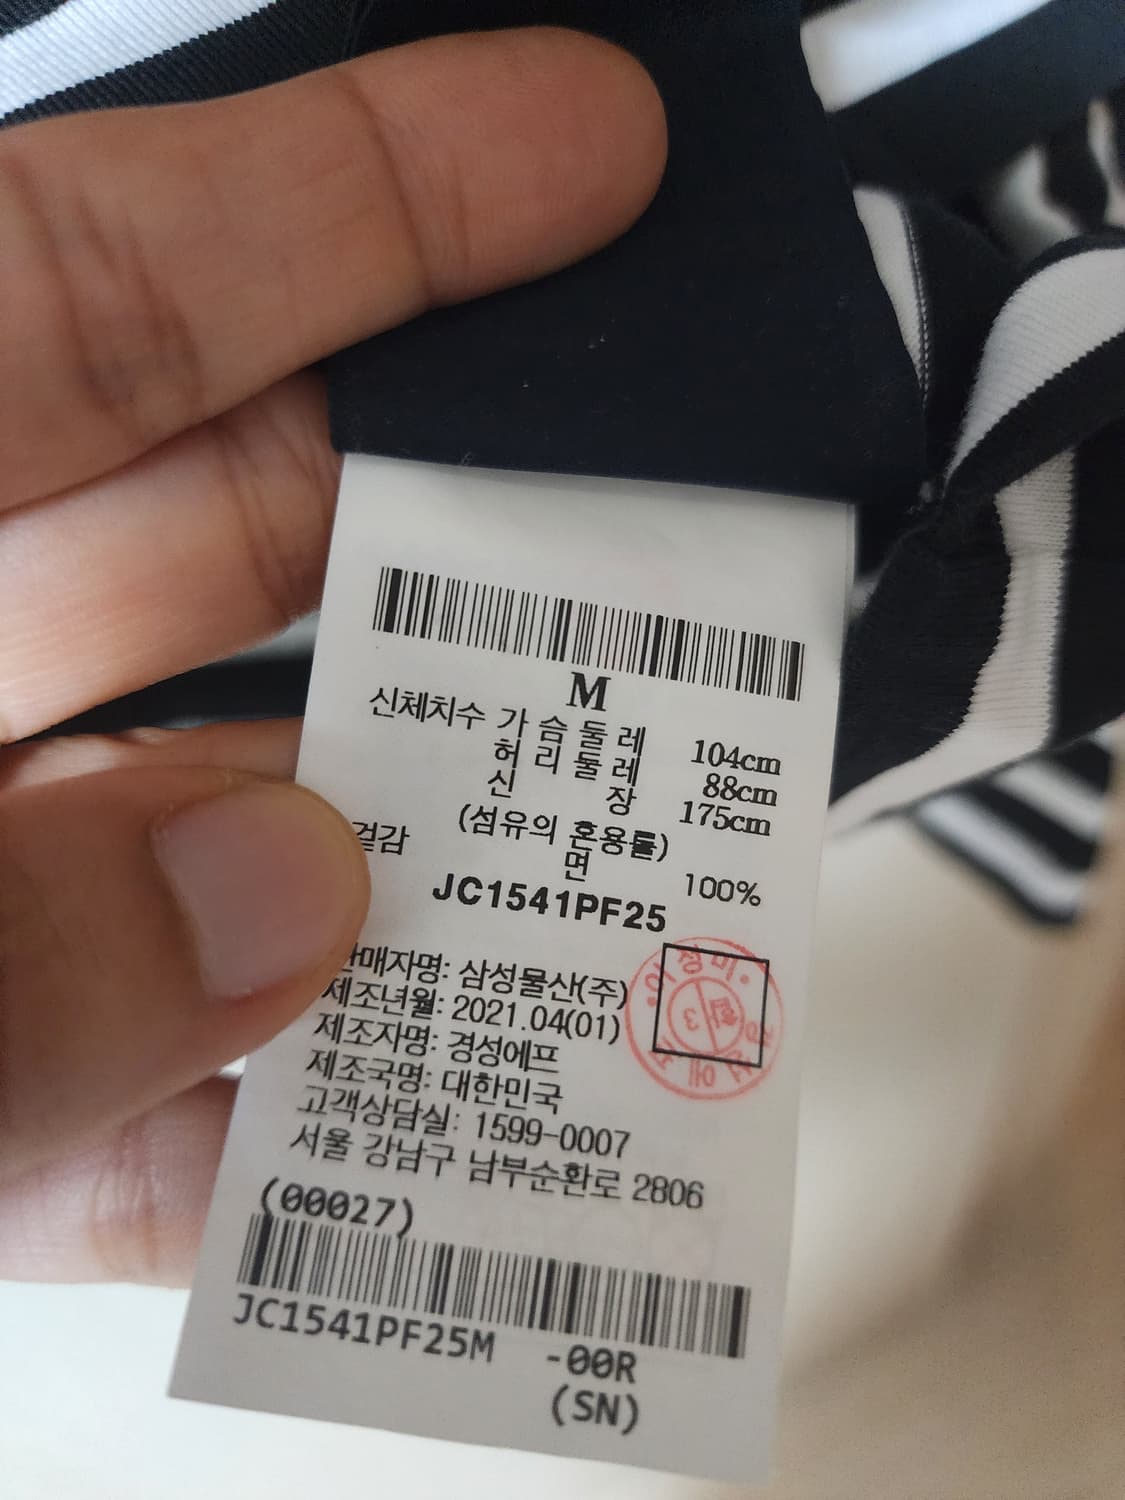 M
신체치수 가슴둘레 104cm
허리둘레 88cm
신장 175cm
(섬유의 혼용률)
겉감 면 100%
JC1541PF25
판매자명: 삼성물산(주)
제조년월: 2021.04(01)
제조자명: 경성에프
제조국명: 대한민국
고객상담실: 1599-0007
서울 강남구 남부순환로 2806
(00027)
JC1541PF25M -00R
(SN)